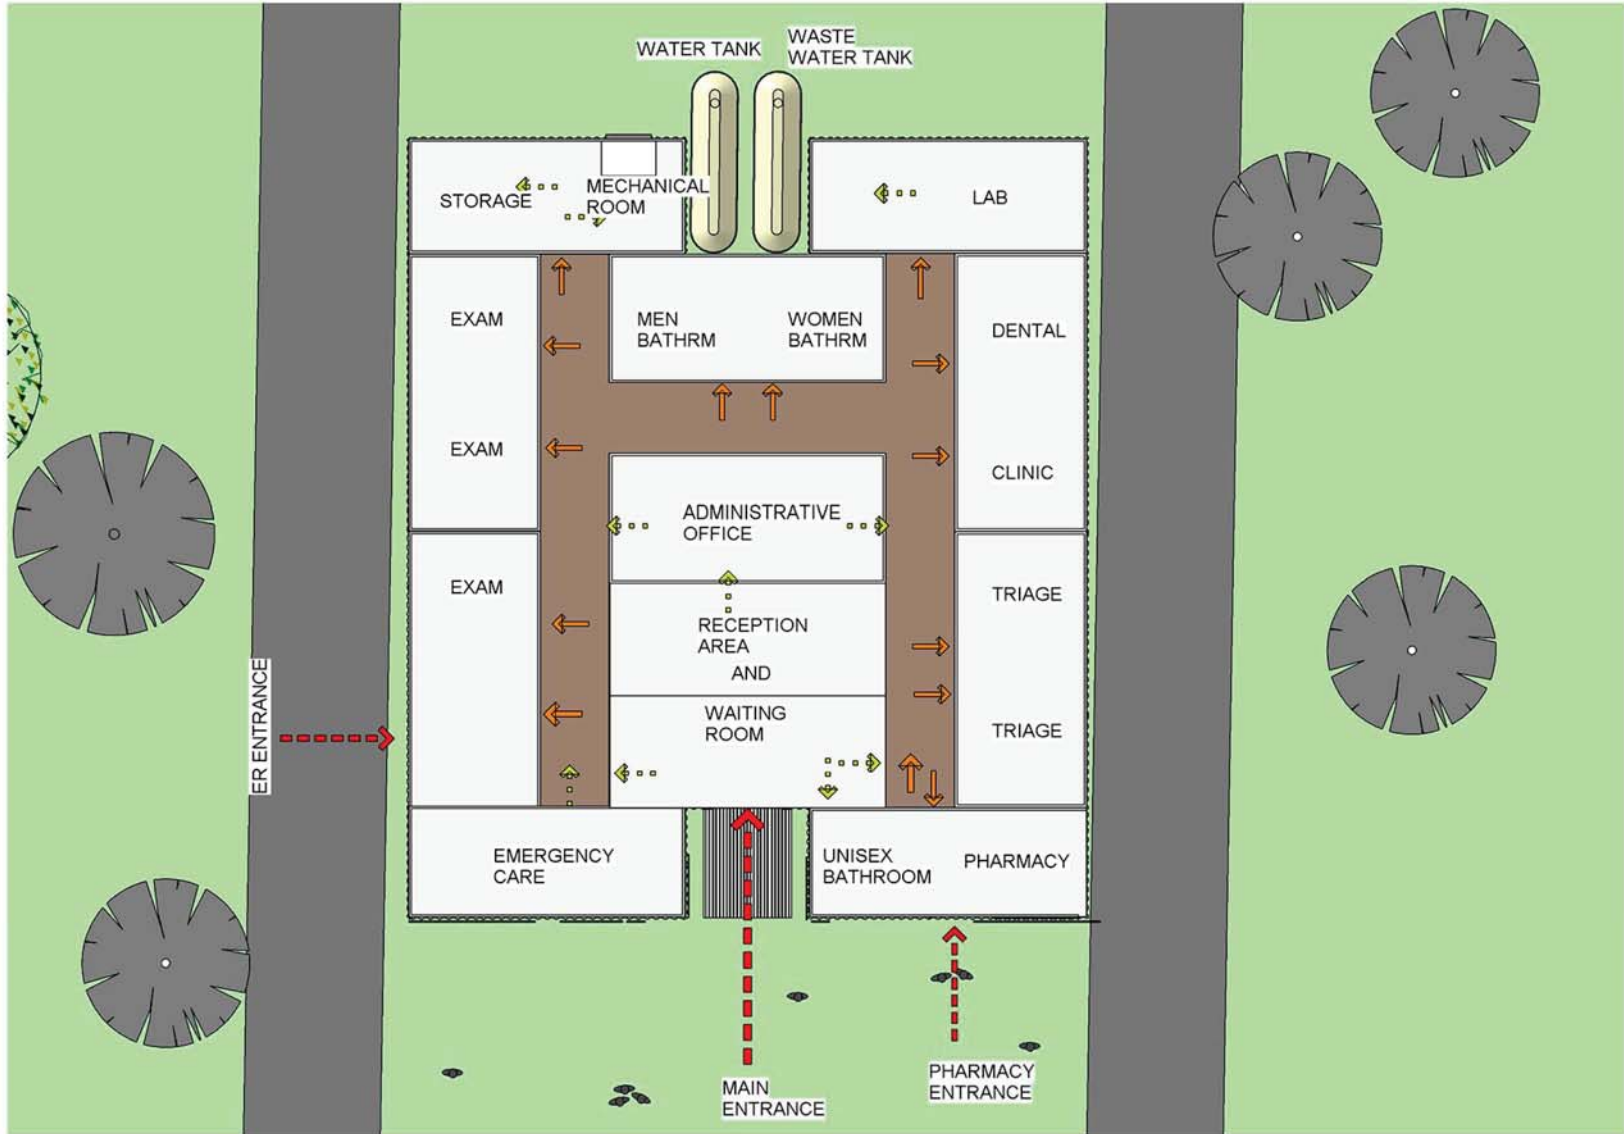 WATER TANK
WASTE
WATER TANK
STORAGE
MECHANICAL
ROOM
LAB
EXAM
MEN
BATHRM
WOMEN
BATHRM
DENTAL
EXAM
CLINIC
ADMINISTRATIVE
OFFICE
EXAM
TRIAGE
RECEPTION
AREA
AND
WAITING
ROOM
TRIAGE
ER ENTRANCE
EMERGENCY
CARE
UNISEX
BATHROOM
PHARMACY
MAIN
ENTRANCE
PHARMACY
ENTRANCE